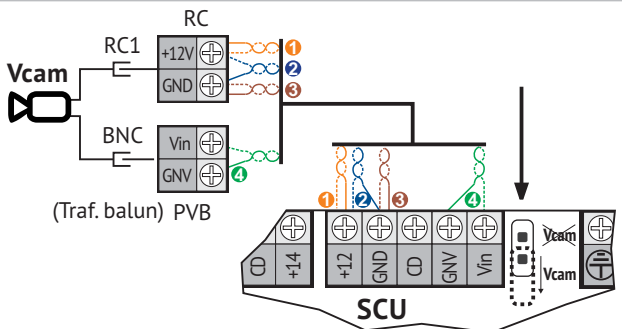 RC
RC1
+12V
1
Vcam
2
GND
3
BNC
Vin
GNV
4
(Traf. balun) PVB
1
2
3
4
CD
+14
+12
GND
CD
GNV
Vin
Vcam
Vcam
SCU